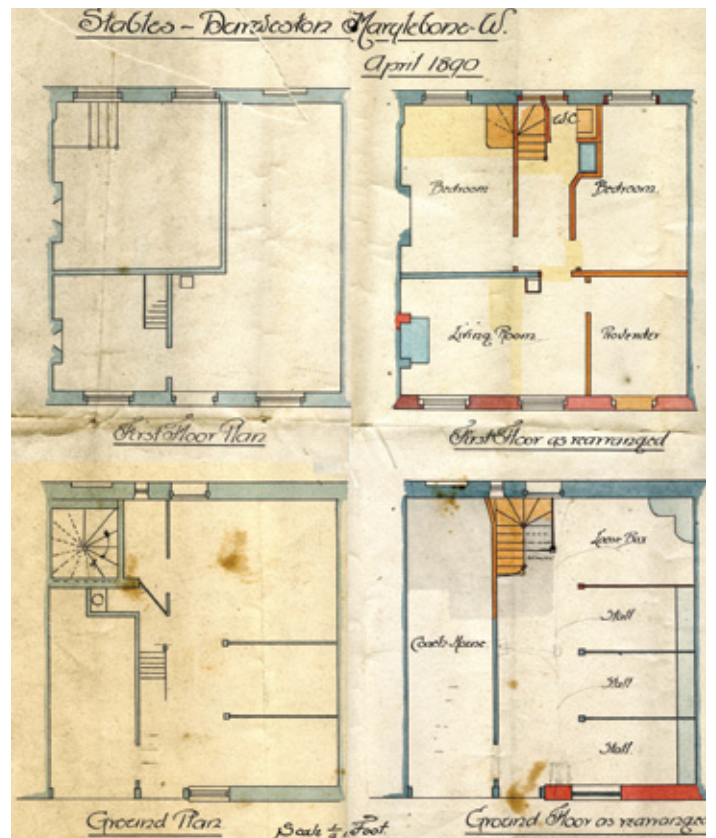 Stables - Darweston Marylebone. W.
April 1890
W.C.
Bedroom
Bedroom
Living Room
Provender
First Floor Plan
First Floor as rearranged
Loose Box
Stall
Coach House
Stall
Stall
Ground Plan
Scale Foot
Ground Floor as rearranged